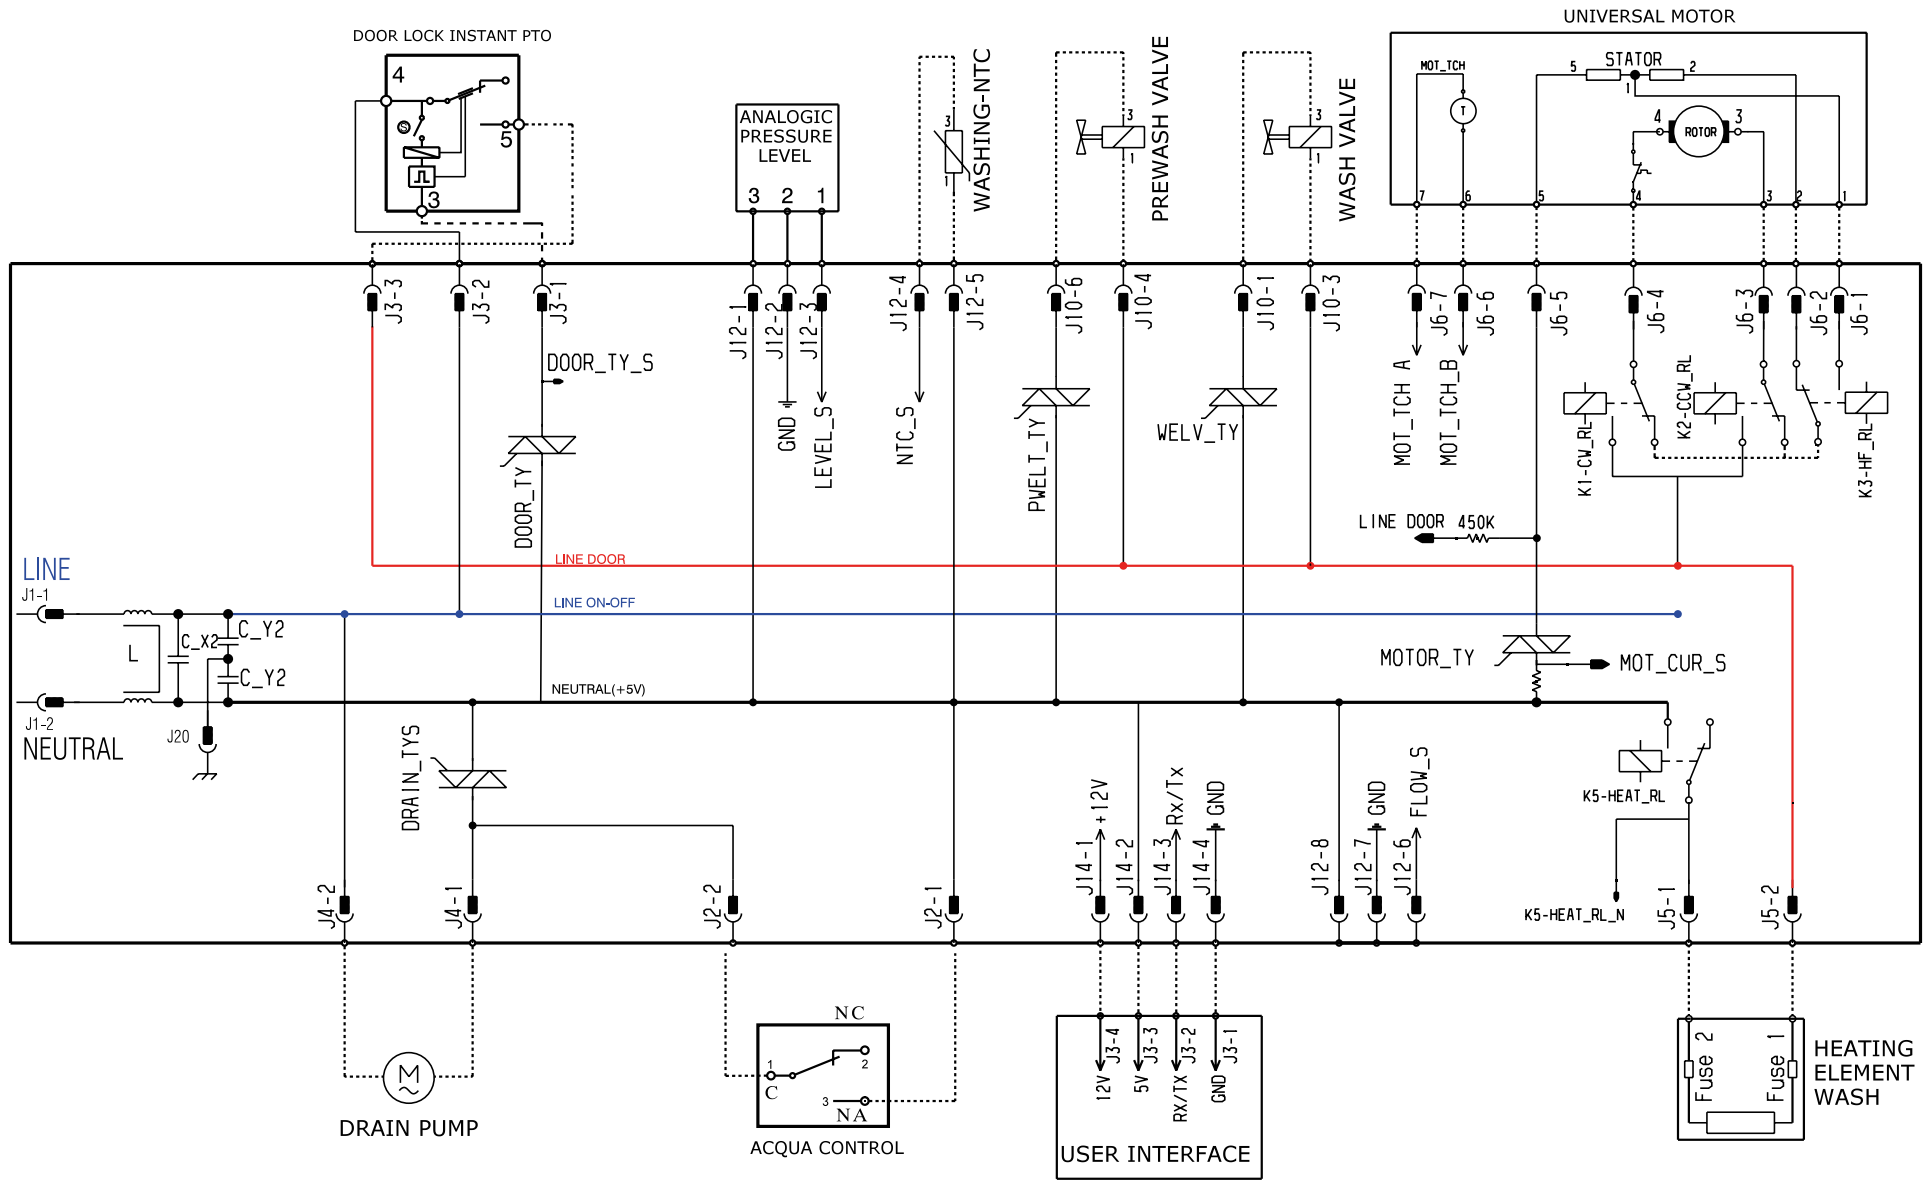 UNIVERSAL MOTOR
DOOR LOCK INSTANT PTO
4
S
5
3
ANALOGIC
PRESSURE
LEVEL
3 2 1
3
1
WASHING-NTC
3
1
PREWASH VALVE
3
1
WASH VALVE
MOT_TCH
T
STATOR
5
2
1
4
ROTOR
3
7
6
5
4
3
2
1
J3-3
J3-2
J3-1
J12-1
J12-2
J12-3
J12-4
J12-5
J10-6
J10-4
J10-1
J10-3
J6-7
J6-6
J6-5
J6-4
J6-3
J6-2
J6-1
DOOR_TY_S
DOOR_TY
GND
LEVEL_S
NTC_S
PWELT_TY
WELV_TY
MOT_TCH A
MOT_TCH_B
K1-CW_RL
K2-CCW_RL
K3-HF_RL
LINE DOOR 450K
LINE DOOR
LINE
J1-1
LINE ON-OFF
L
C_X2
C_Y2
C_Y2
MOTOR_TY
MOT_CUR_S
NEUTRAL(+5V)
J1-2
NEUTRAL
J20
DRAIN_TYS
K5-HEAT_RL
K5-HEAT_RL_N
+12V
Rx/Tx
GND
GND
FLOW_S
J4-2
J4-1
J2-2
J2-1
J14-1
J14-2
J14-3
J14-4
J12-8
J12-7
J12-6
J5-1
J5-2
M
DRAIN PUMP
NC
1
C
2
3
NA
ACQUA CONTROL
J3-4
J3-3
J3-2
J3-1
12V
5V
RX/TX
GND
USER INTERFACE
Fuse 2
Fuse 1
HEATING
ELEMENT
WASH